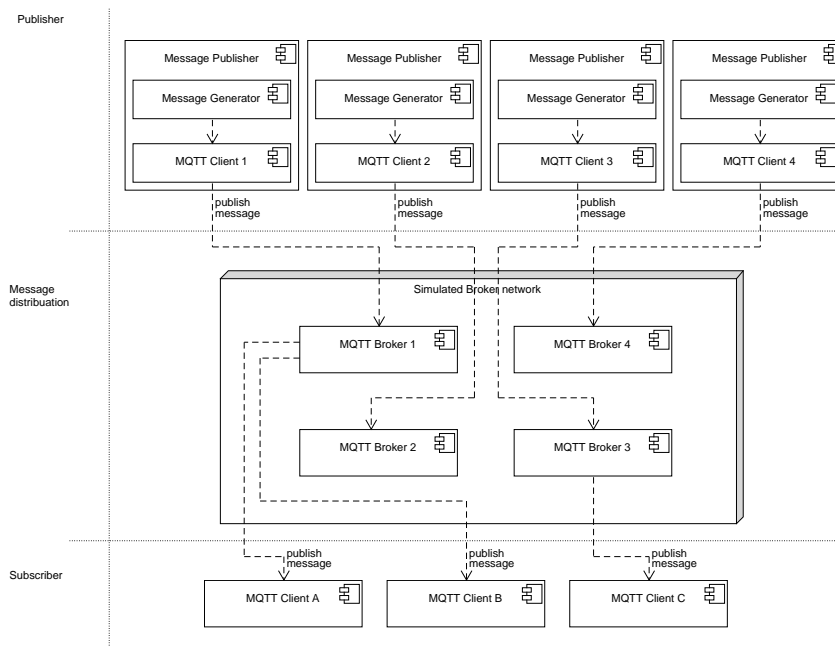 Publisher
Message Publisher
Message Publisher
Message Publisher
Message Publisher
Message Generator
Message Generator
Message Generator
Message Generator
MQTT Client 1
MQTT Client 2
MQTT Client 3
MQTT Client 4
publish
message
publish
message
publish
message
publish
message
Message
distribuation
Simulated Broker network
MQTT Broker 1
MQTT Broker 4
MQTT Broker 2
MQTT Broker 3
Subscriber
publish
message
publish
message
publish
message
MQTT Client A
MQTT Client B
MQTT Client C